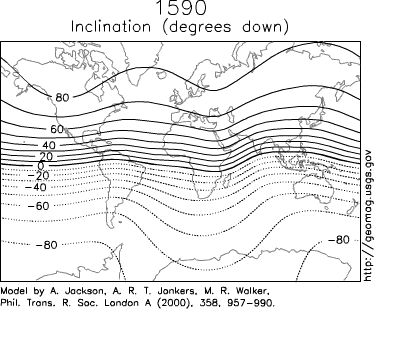 1590
Inclination (degrees down)
80
60
40
20
0
-20
-40
-60
-80
-80
http://geomag.usgs.gov
Model by A. Jackson, A. R. T. Jonkers, M. R. Walker,
Phil. Trans. R. Soc. London A (2000), 358, 957-990.